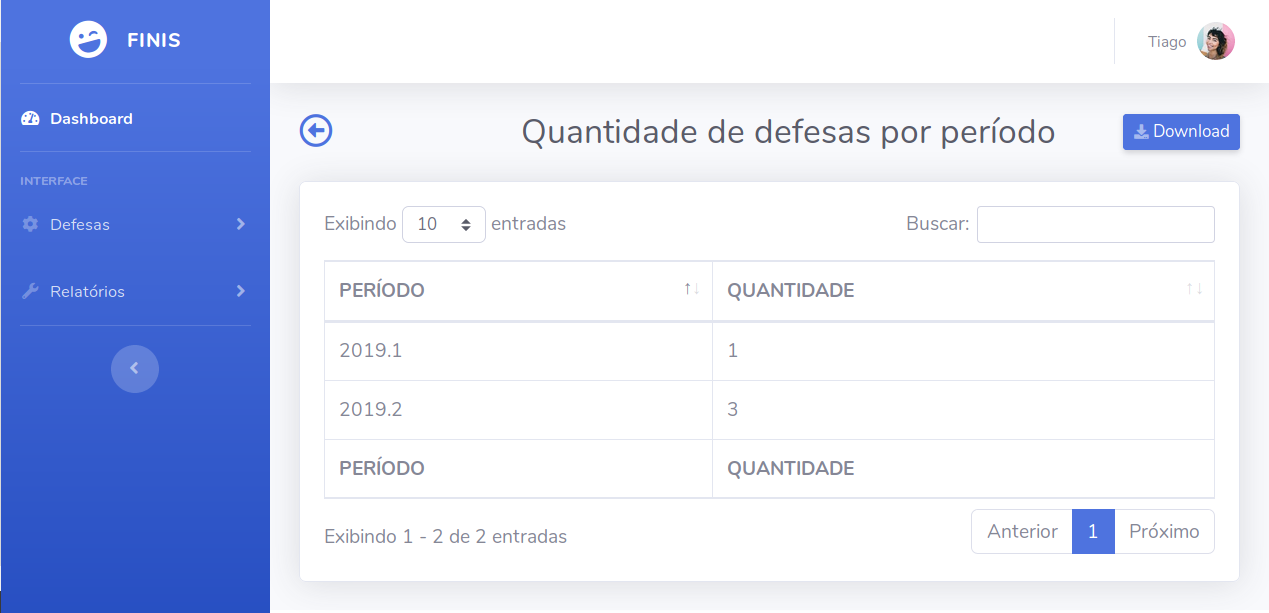 FINIS
Tiago
Dashboard
INTERFACE
Defesas
Relatórios
Quantidade de defesas por período
Download
Exibindo 10 entradas
Buscar:
PERÍODO QUANTIDADE
2019.1 1
2019.2 3
PERÍODO QUANTIDADE
Exibindo 1 - 2 de 2 entradas
Anterior 1 Próximo